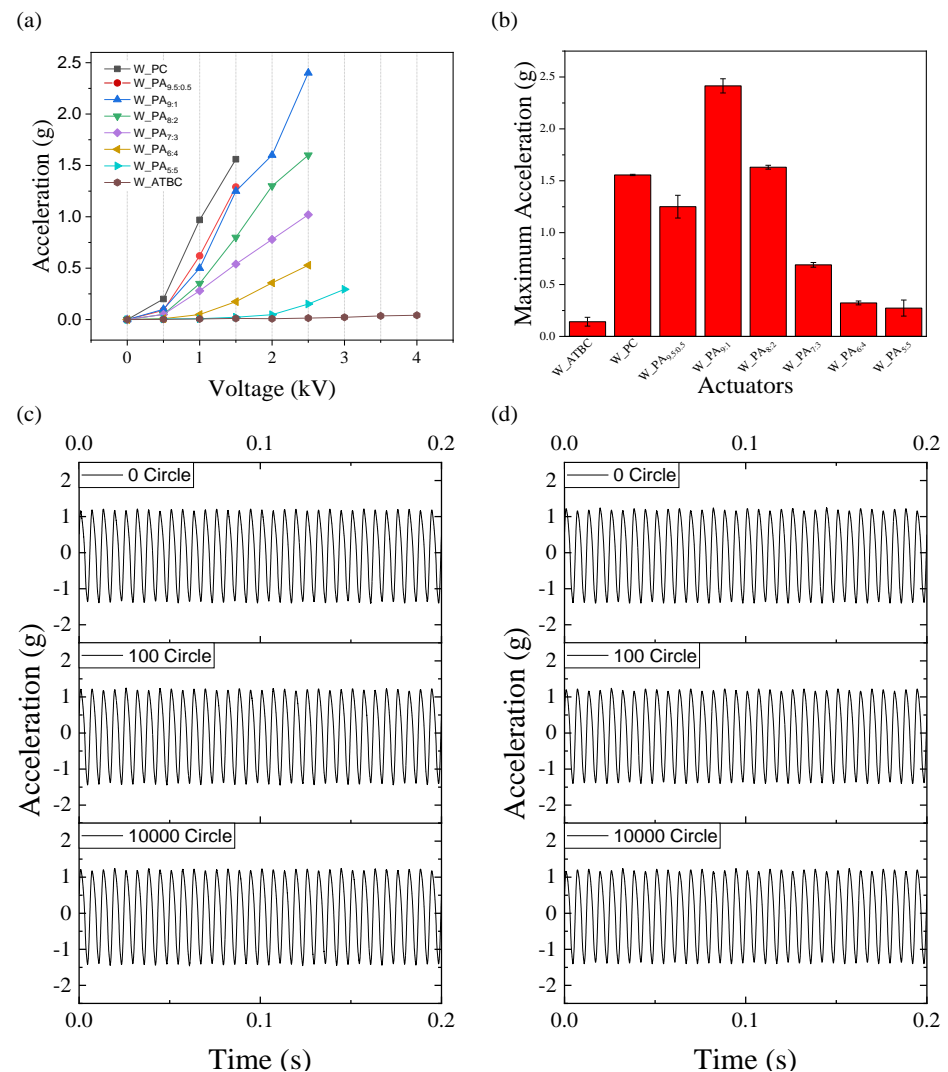 (a)
Acceleration (g)
2.5
2.0
1.5
1.0
0.5
0.0
W_PC
W_PA9.5:0.5
W_PA9:1
W_PA8:2
W_PA7:3
W_PA6:4
W_PA5:5
W_ATBC
0 1 2 3 4
Voltage (kV)
(b)
Maximum Acceleration (g)
2.5
2.0
1.5
1.0
0.5
0.0
W_ATBC W_PC W_PA9.5:0.5 W_PA9:1 W_PA8:2 W_PA7:3 W_PA6:4 W_PA5:5
Actuators
(c)
0.0 0.1 0.2
Acceleration (g)
0 Circle
2
1
0
-1
-2
100 Circle
2
1
0
-1
-2
10000 Circle
2
1
0
-1
-2
0.0 0.1 0.2
Time (s)
(d)
0.0 0.1 0.2
Acceleration (g)
0 Circle
2
1
0
-1
-2
100 Circle
2
1
0
-1
-2
10000 Circle
2
1
0
-1
-2
0.0 0.1 0.2
Time (s)